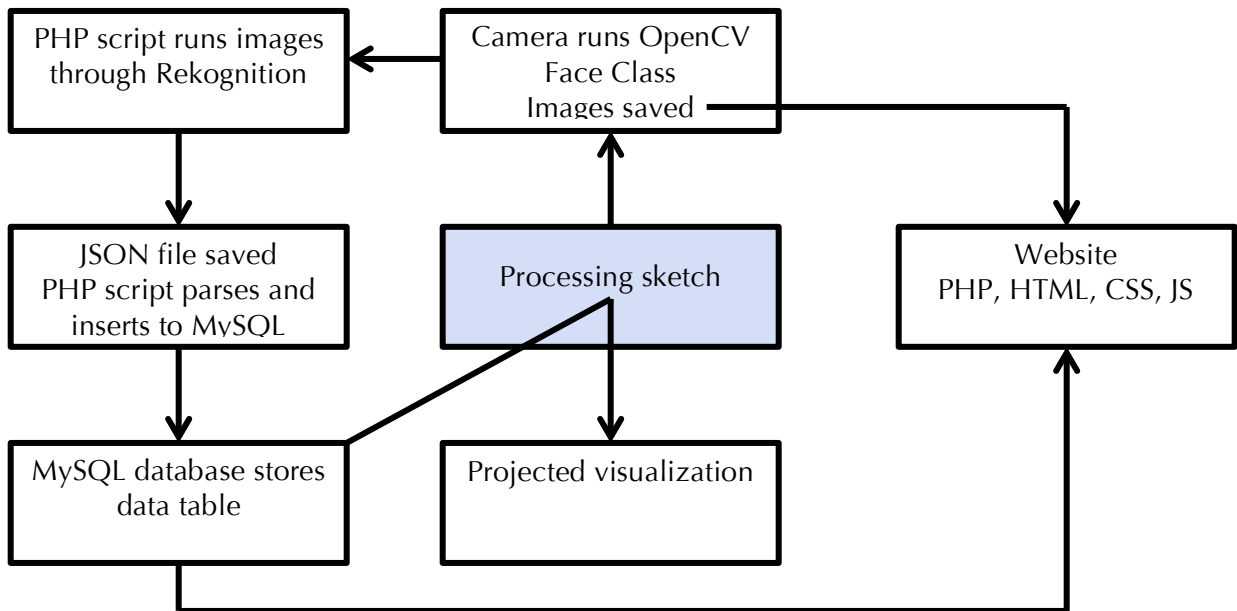 PHP script runs images
through Rekognition
Camera runs OpenCV
Face Class
Images saved
JSON file saved
PHP script parses and
inserts to MySQL
Processing sketch
Website
PHP, HTML, CSS, JS
MySQL database stores
data table
Projected visualization